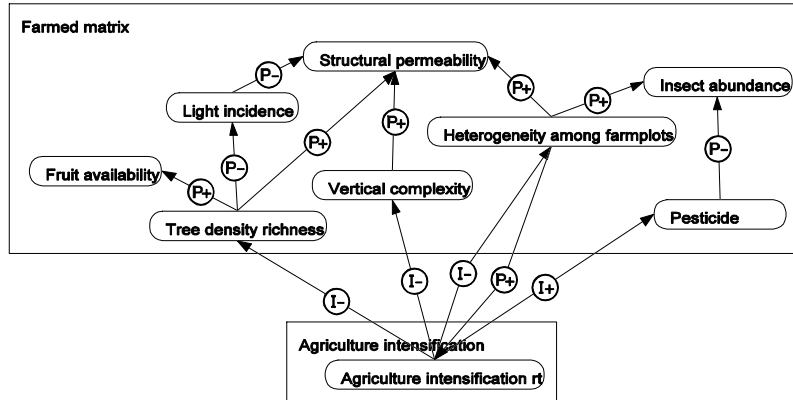 Farmed matrix
Structural permeability
P-
P+
Insect abundance
Light incidence
P+
P+
P-
Heterogeneity among farmplots
P-
P+
Fruit availability
P+
Vertical complexity
Tree density richness
Pesticide
I-
I-
I-
P+
I+
Agriculture intensification
Agriculture intensification rt